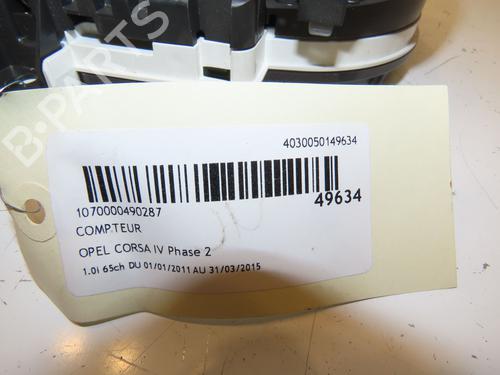 B-PARTS
4030050149634
1070000490287
49634
COMPTEUR
OPEL CORSA IV Phase 2
1.0i 65ch DU 01/01/2011 AU 31/03/2015